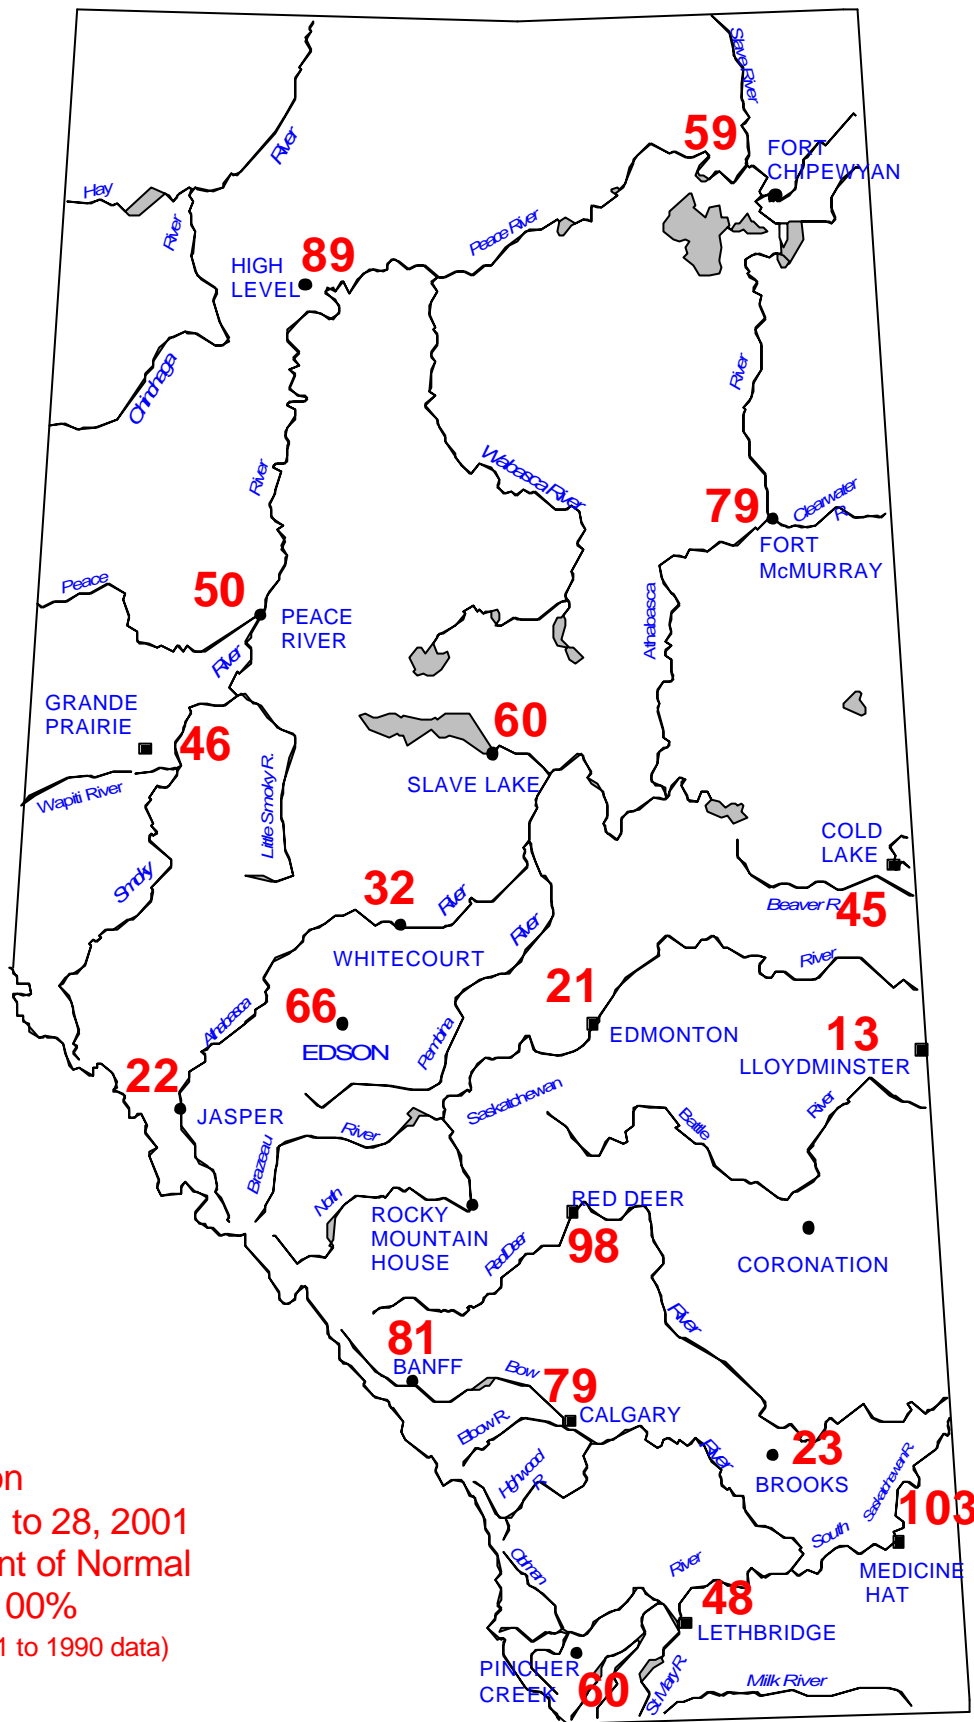 Slave River
59
FORT
CHIPEWYAN
Hay
River
River
Peace River
HIGH
LEVEL
89
Chinchaga
River
River
Wabasca River
79
Clearwater
R.
FORT
McMURRAY
Peace
50
PEACE
RIVER
River
Athabasca
GRANDE
PRAIRIE
46
60
SLAVE LAKE
Wapiti River
Little Smoky R.
Smoky
COLD
LAKE
32
River
Beaver R.
45
WHITECOURT
River
River
21
EDMONTON
Athabasca
66
EDSON
Pembina
13
LLOYDMINSTER
22
JASPER
Saskatchewan
River
Battle
River
Brazeau
North
ROCKY
MOUNTAIN
HOUSE
RED DEER
98
Red Deer
CORONATION
River
81
BANFF
Bow
79
CALGARY
Elbow R.
Highwood
R.
River
23
BROOKS
Saskatchewan R.
103
South
MEDICINE
HAT
Oldman
River
48
LETHBRIDGE
PINCHER
CREEK
60
St. Mary R.
Milk River
on
to 28, 2001
nt of Normal
00%
1 to 1990 data)